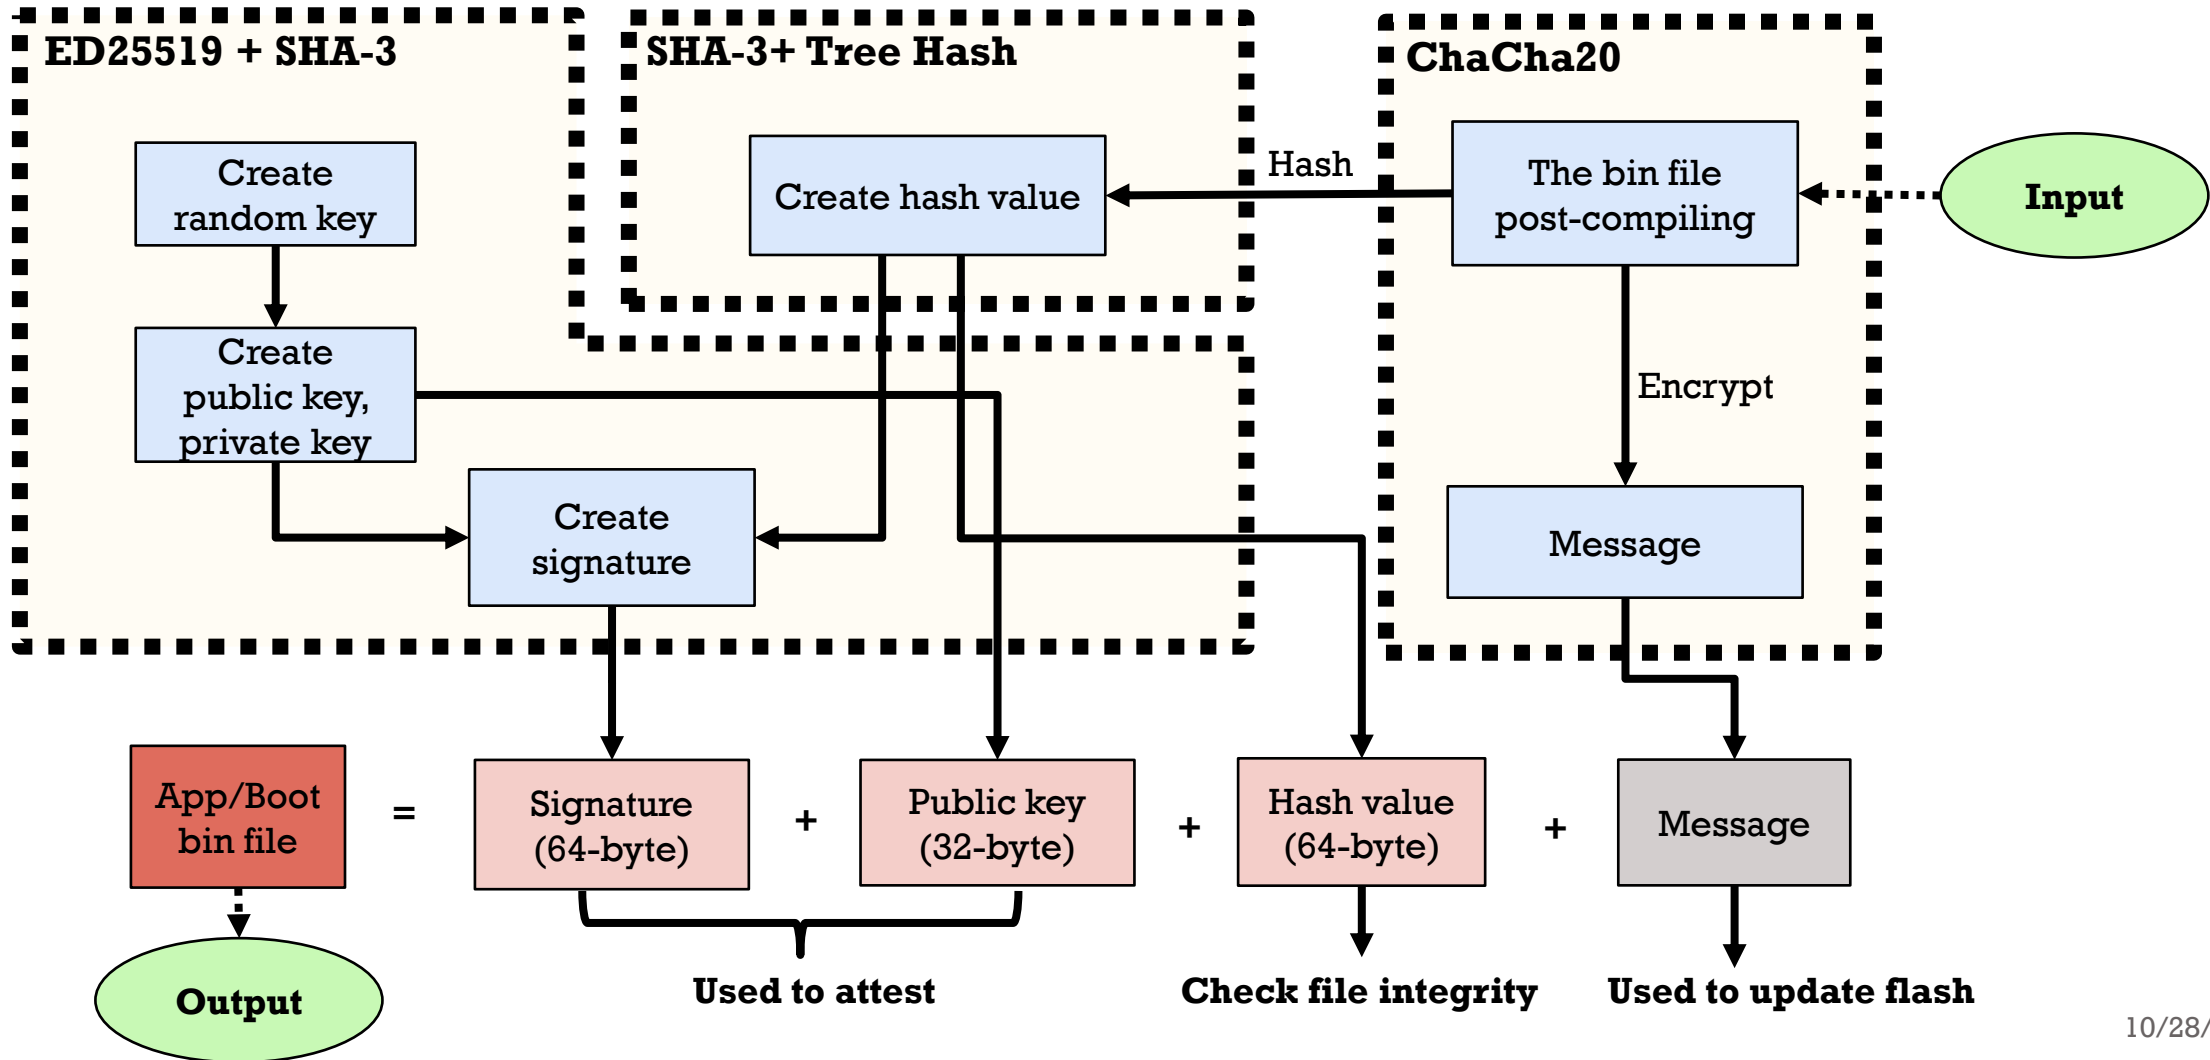 ED25519 + SHA-3
SHA-3+ Tree Hash
ChaCha20
Create
random key
Create hash value
Hash
The bin file
post-compiling
Input
Create
public key,
private key
Encrypt
Create
signature
Message
App/Boot
bin file
=
Signature
(64-byte)
+
Public key
(32-byte)
+
Hash value
(64-byte)
+
Message
Output
Used to attest
Check file integrity
Used to update flash
10/28/